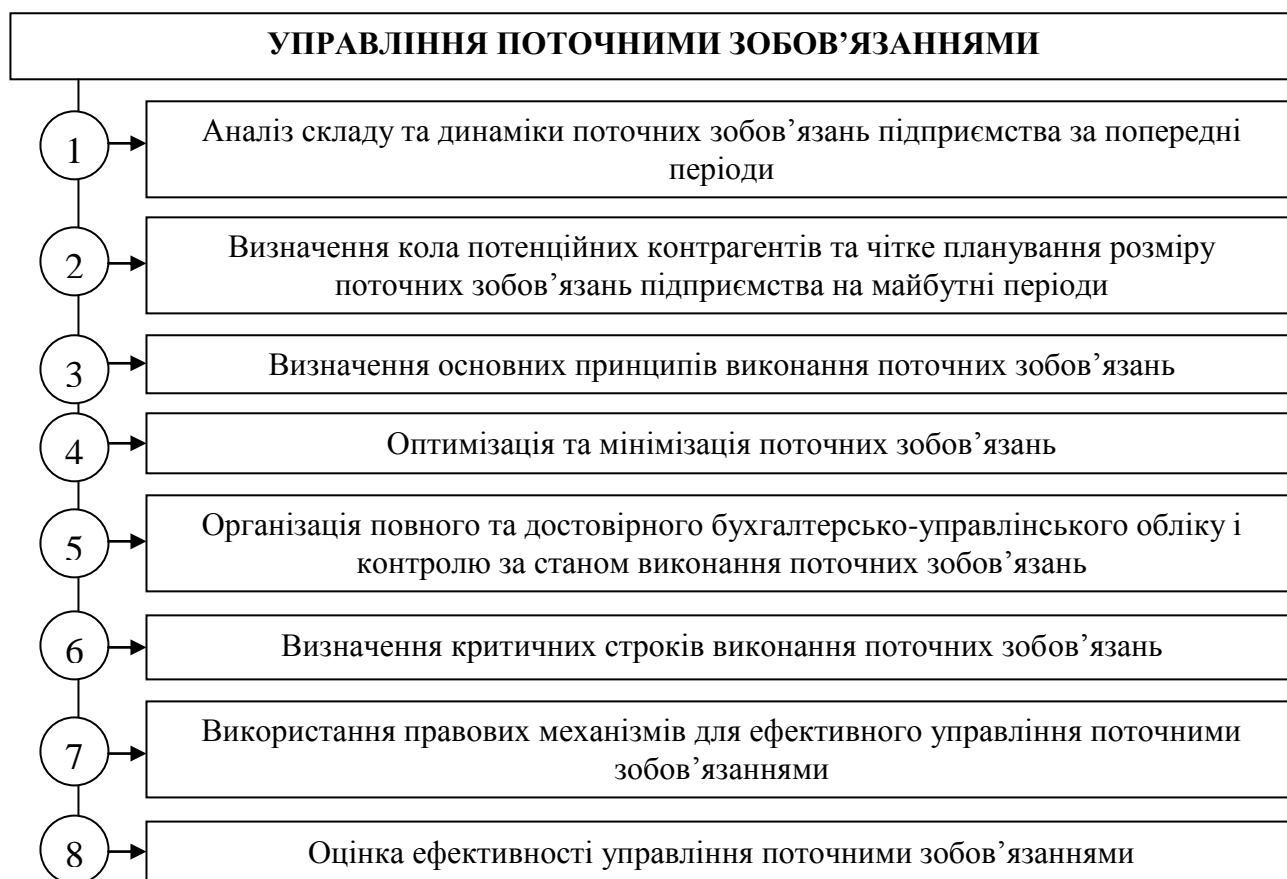 УПРАВЛІННЯ ПОТОЧНИМИ ЗОБОВ’ЯЗАННЯМИ
1
Аналіз складу та динаміки поточних зобов’язань підприємства за попередні
періоди
2
Визначення кола потенційних контрагентів та чітке планування розміру
поточних зобов’язань підприємства на майбутні періоди
3
Визначення основних принципів виконання поточних зобов’язань
4
Оптимізація та мінімізація поточних зобов’язань
5
Організація повного та достовірного бухгалтерсько-управлінського обліку і
контролю за станом виконання поточних зобов’язань
6
Визначення критичних строків виконання поточних зобов’язань
7
Використання правових механізмів для ефективного управління поточними
зобов’язаннями
8
Оцінка ефективності управління поточними зобов’язаннями